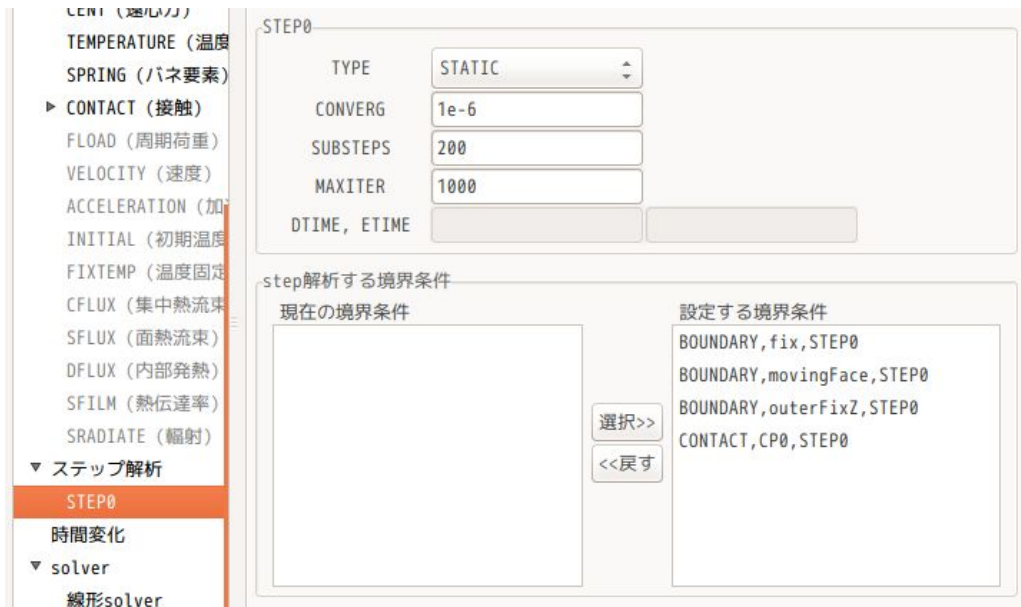 CENT (遠心力)
TEMPERATURE (温度
SPRING (バネ要素)
CONTACT (接触)
FLOAD (周期荷重)
VELOCITY (速度)
ACCELERATION (加
INITIAL (初期温度
FIXTEMP (温度固定
CFLUX (集中熱流束
SFLUX (面熱流束)
DFLUX (内部発熱)
SFILM (熱伝達率)
SRADIATE (輻射)
ステップ解析
STEP0
時間変化
solver
線形solver
STEP0
TYPE STATIC
CONVERG 1e-6
SUBSTEPS 200
MAXITER 1000
DTIME, ETIME
step解析する境界条件
現在の境界条件
選択>>
<<戻す
設定する境界条件
BOUNDARY,fix,STEP0
BOUNDARY,movingFace,STEP0
BOUNDARY,outerFixZ,STEP0
CONTACT,CP0,STEP0